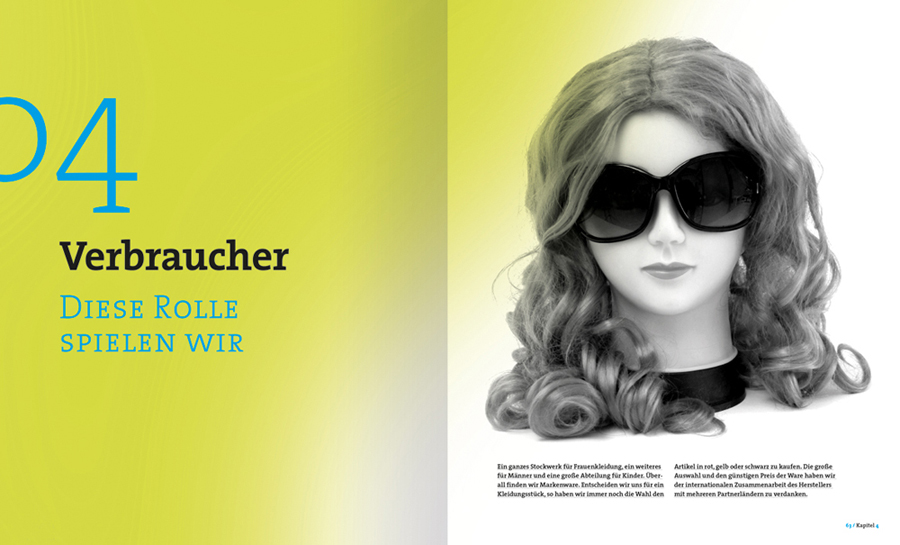 04
Verbraucher
Diese Rolle
spielen wir
Ein ganzes Stockwerk für Frauenkleidung, ein weiteres
für Männer und eine große Abteilung für Kinder. Über-
all finden wir Markenware. Entscheiden wir uns für ein
Kleidungsstück, so haben wir immer noch die Wahl den
Artikel in rot, gelb oder schwarz zu kaufen. Die große
Auswahl und den günstigen Preis der Ware haben wir
der internationalen Zusammenarbeit des Herstellers
mit mehreren Partnerländern zu verdanken.
63 / Kapitel 4